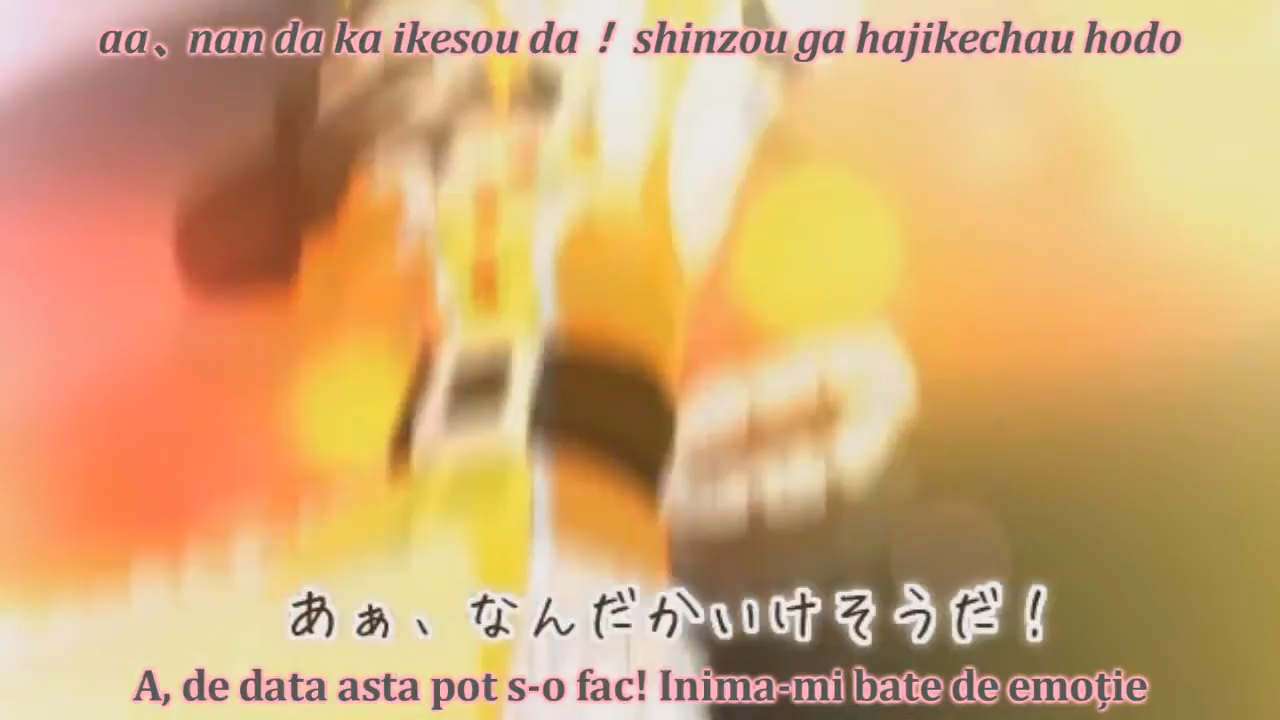 aa、nan da ka ikesou da！shinzou ga hajikechau hodo
あぁ、なんだかいけそうだ！
A, de data asta pot s-o fac! Inima-mi bate de emoție